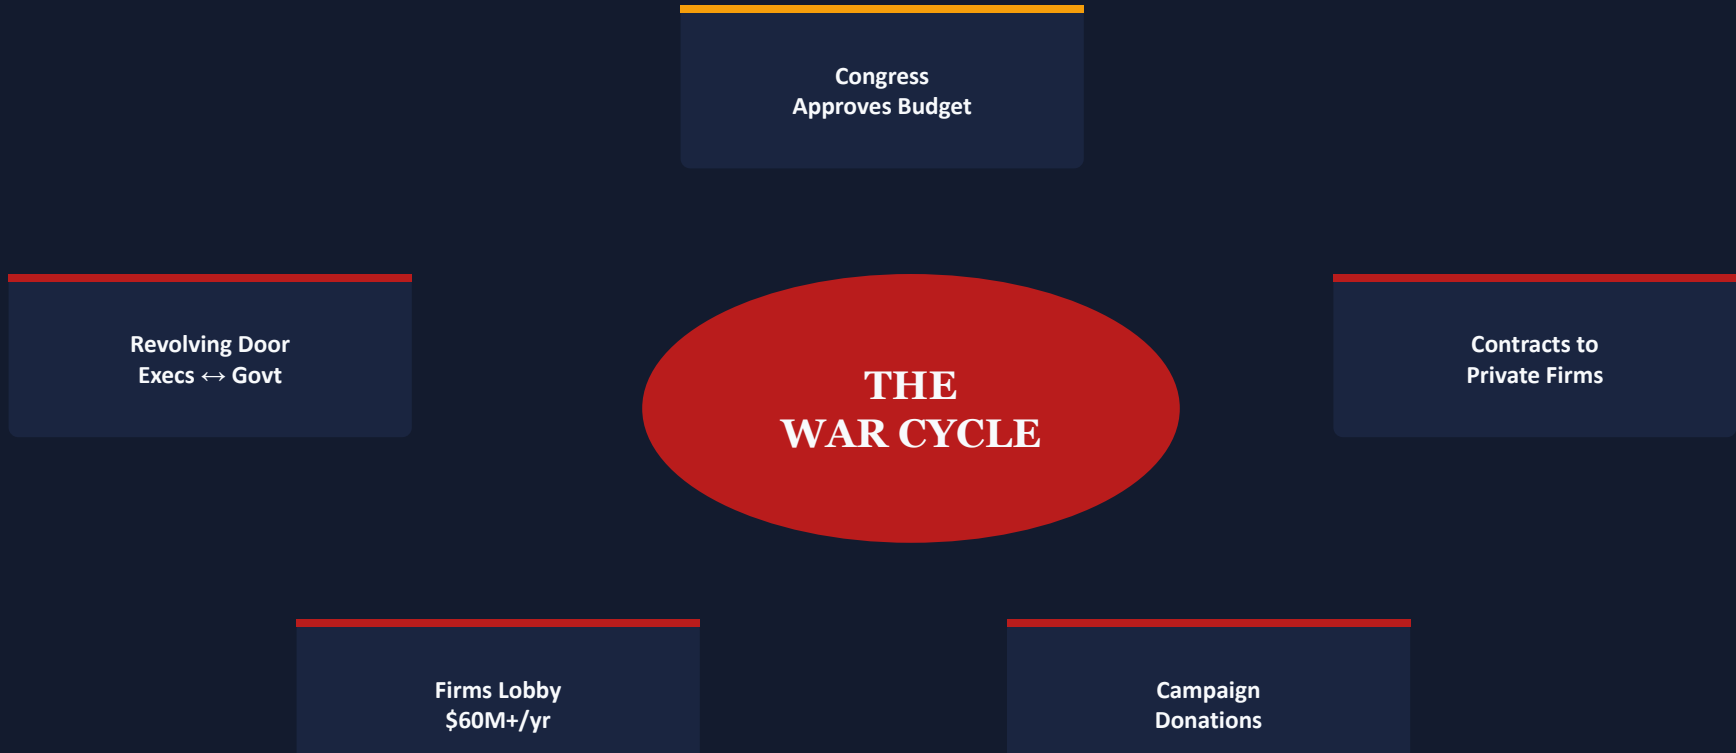 Congress
Approves Budget
Revolving Door
Execs ↔ Govt
THE
WAR CYCLE
Contracts to
Private Firms
Firms Lobby
$60M+/yr
Campaign
Donations